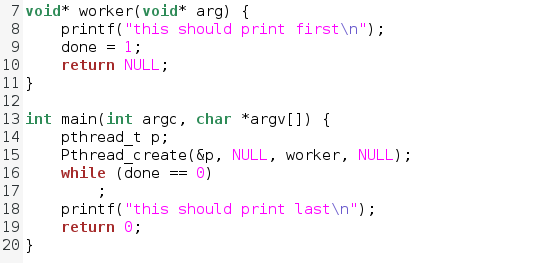 7 void* worker(void* arg) {
8     printf("this should print first\n");
9     done = 1;
10     return NULL;
11 }
12
13 int main(int argc, char *argv[]) {
14     pthread_t p;
15     Pthread_create(&p, NULL, worker, NULL);
16     while (done == 0)
17         ;
18     printf("this should print last\n");
19     return 0;
20 }